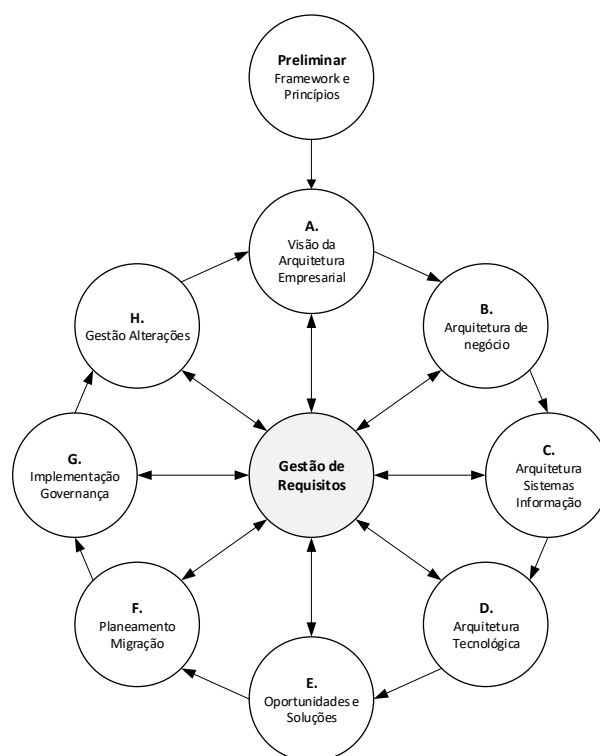 Preliminar
Framework e
Princípios
A.
Visão da
Arquitetura
Empresarial
B.
Arquitetura de
negócio
C.
Arquitetura
Sistemas
Informação
D.
Arquitetura
Tecnológica
E.
Oportunidades e
Soluções
F.
Planeamento
Migração
G.
Implementação
Governança
H.
Gestão Alterações
Gestão de
Requisitos